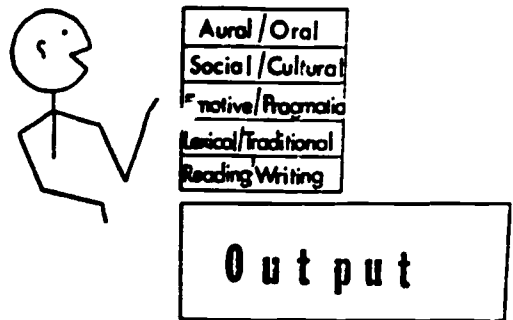 Aural/Oral
Social/Cultural
Emotive/Pragmatic
Lexical/Traditional
Reading Writing
Output